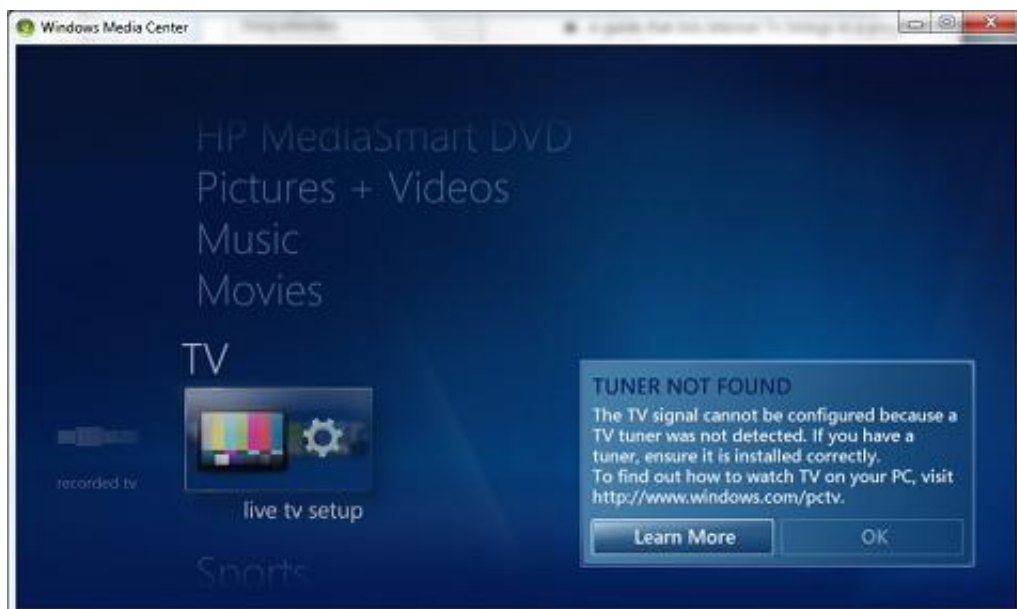 Windows Media Center
HP MediaSmart DVD
Pictures + Videos
Music
Movies
TV
recorded tv
live tv setup
Sports
TUNER NOT FOUND
The TV signal cannot be configured because a
TV tuner was not detected. If you have a
tuner, ensure it is installed correctly.
To find out how to watch TV on your PC, visit
http://www.windows.com/pctv.
Learn More
OK